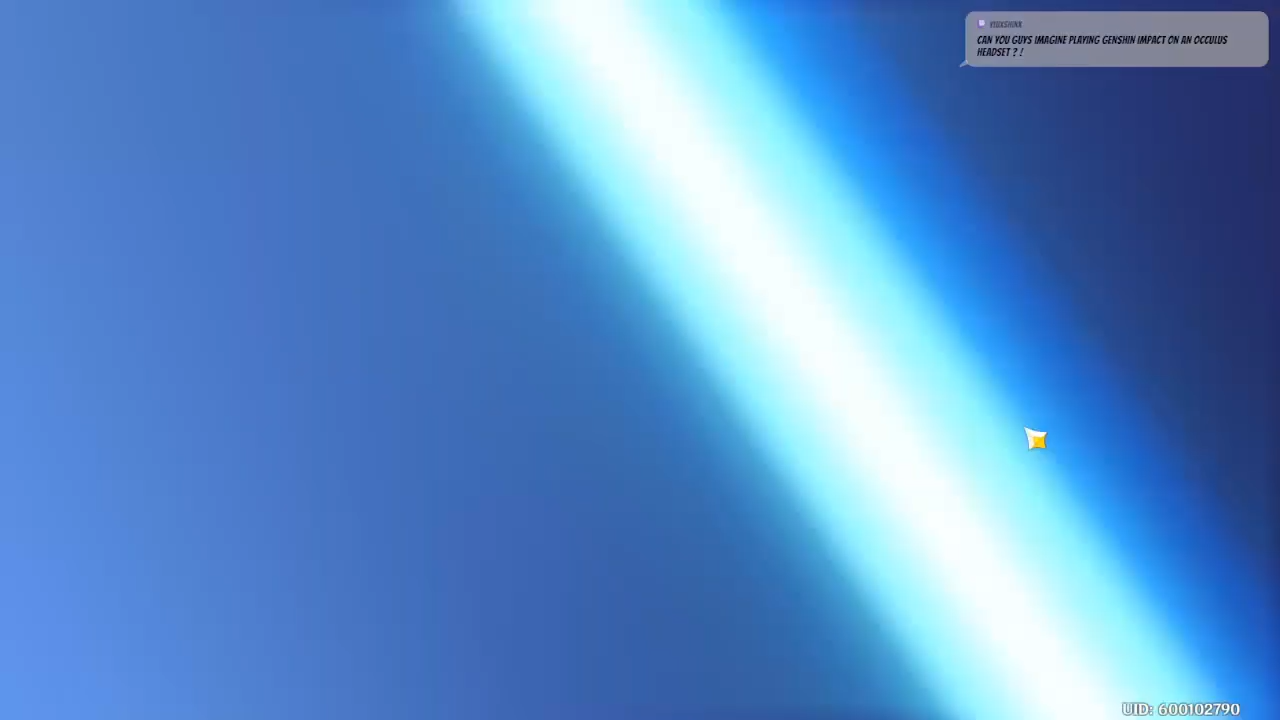 CAN YOU GUYS IMAGINE PLAYING GENSHIN IMPACT ON AN OCCULUS
HEADSET ? !
UID: 600102790